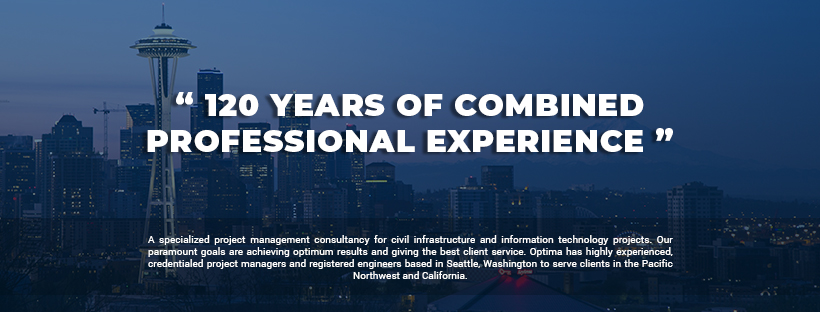 “ 120 YEARS OF COMBINED
PROFESSIONAL EXPERIENCE ”
A specialized project management consultancy for civil infrastructure and information technology projects. Our
paramount goals are achieving optimum results and giving the best client service. Optima has highly experienced,
credentialed project managers and registered engineers based in Seattle, Washington to serve clients in the Pacific
Northwest and California.